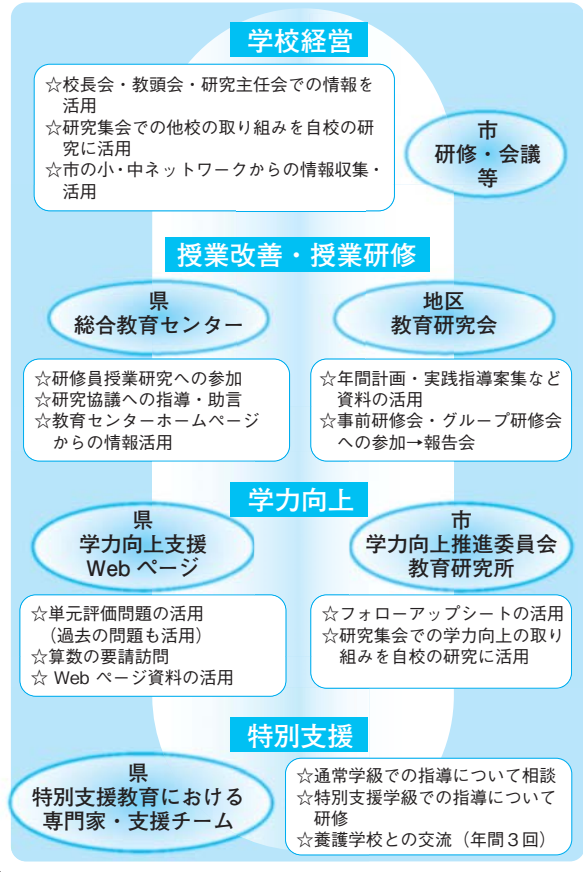 学校経営
☆校長会・教頭会・研究主任会での情報を
活用
☆研究集会での他校の取り組みを自校の研
究に活用
☆市の小・中ネットワークからの情報収集・
活用
市
研修・会議
等
授業改善・授業研修
県
総合教育センター
地区
教育研究会
☆研修員授業研究への参加
☆研究協議への指導・助言
☆教育センターホームページ
からの情報活用
☆年間計画・実践指導案集など
資料の活用
☆事前研修会・グループ研修会
への参加→報告会
学力向上
県
学力向上支援
Web ページ
市
学力向上推進委員会
教育研究所
☆単元評価問題の活用
（過去の問題も活用）
☆算数の要請訪問
☆ Web ページ資料の活用
☆フォローアップシートの活用
☆研究集会での学力向上の取り
組みを自校の研究に活用
特別支援
県
特別支援教育における
専門家・支援チーム
☆通常学級での指導について相談
☆特別支援学級での指導について
研修
☆養護学校との交流（年間３回）